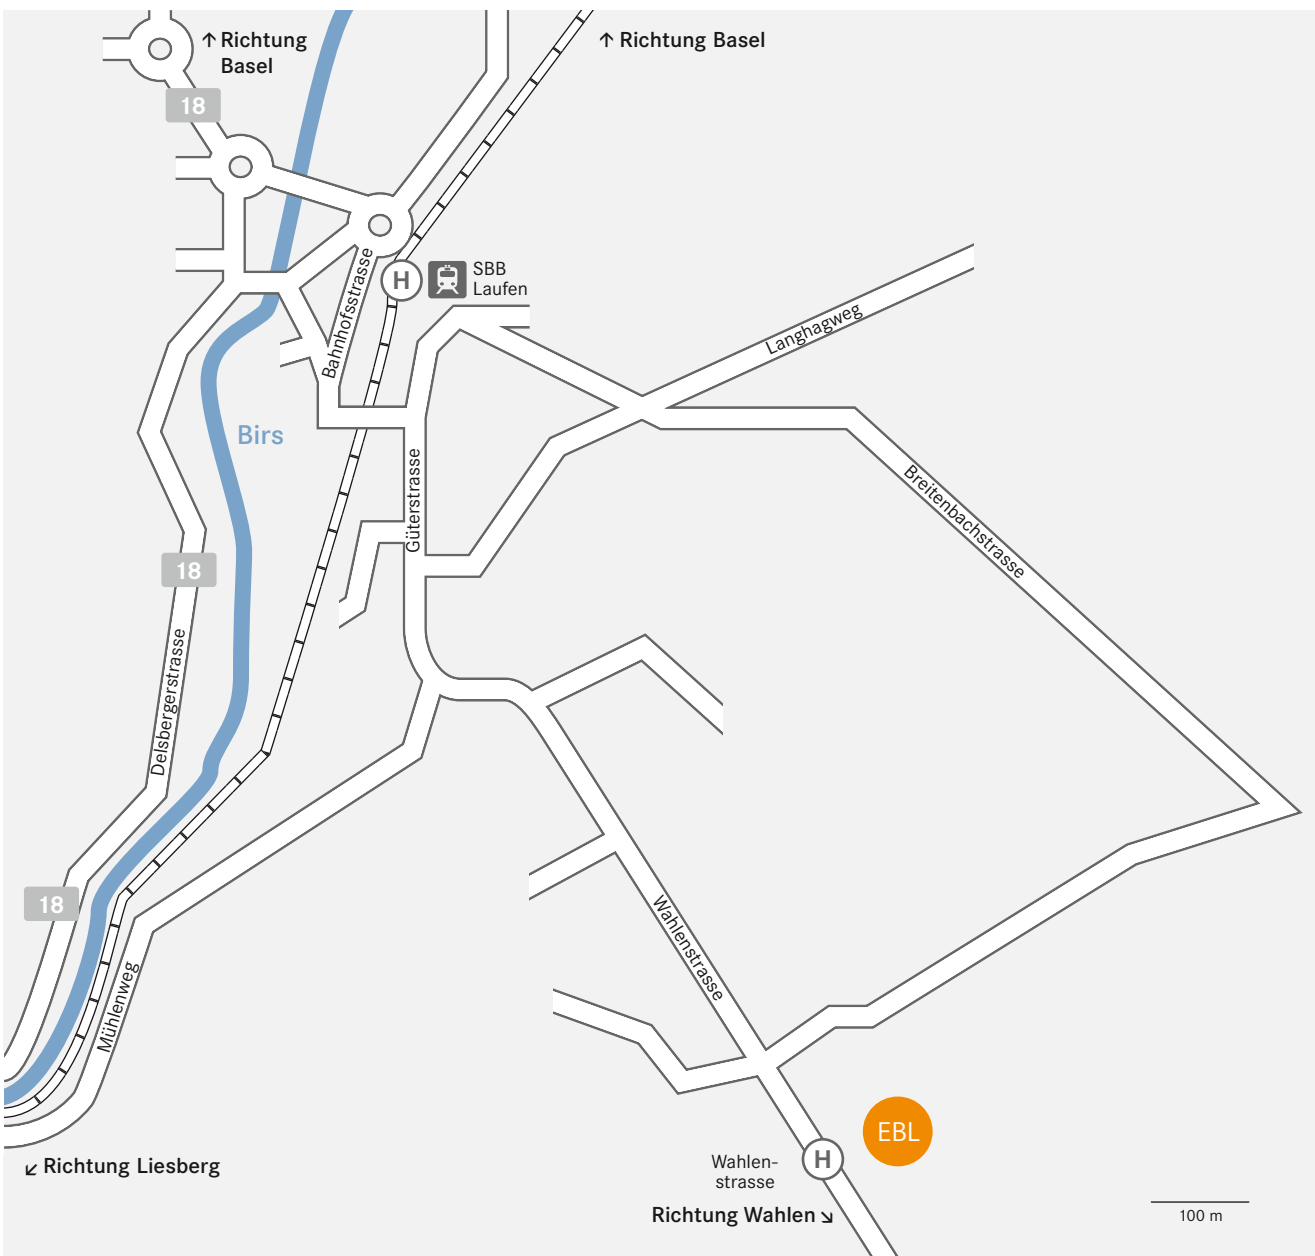 ↑ Richtung
Basel
↑ Richtung Basel
18
H
SBB
Laufen
Bahnhofsstrasse
Langhagweg
Birs
Güterstrasse
Breitenbachstrasse
18
Delsbergerstrasse
18
Wahlenstrasse
Mühlenweg
EBL
↙ Richtung Liesberg
Wahlen-
strasse
H
Richtung Wahlen ↘
100 m